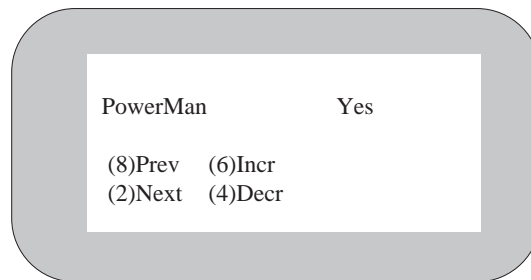 PowerMan Yes
(8)Prev (6)Incr
(2)Next (4)Decr